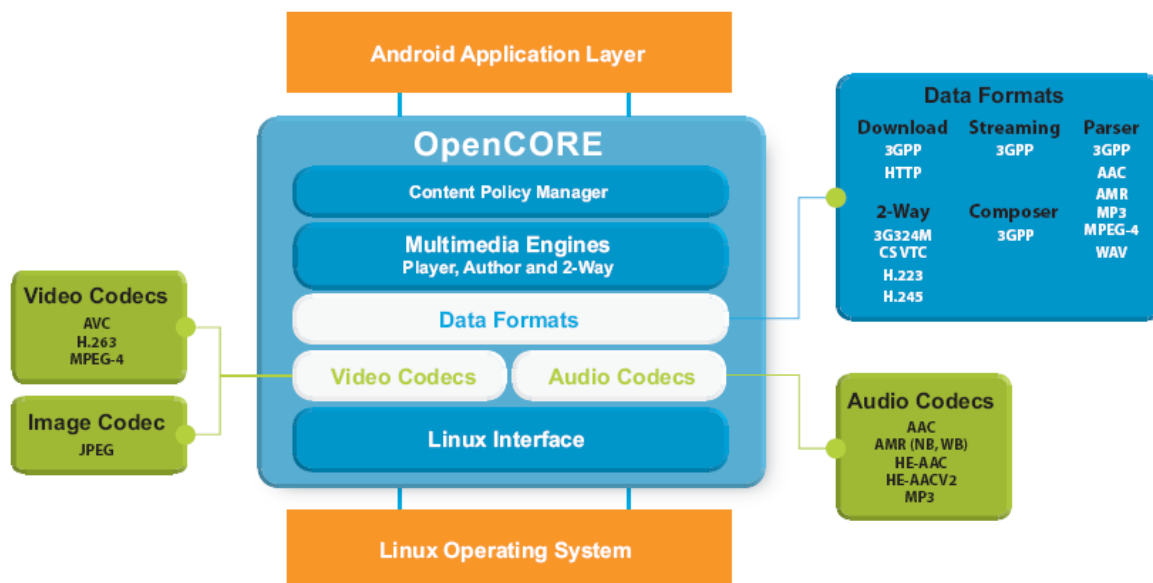 Android Application Layer
OpenCORE
Content Policy Manager
Multimedia Engines
Player, Author and 2-Way
Data Formats
Video Codecs
Audio Codecs
Linux Interface
Linux Operating System
Video Codecs
AVC
H.263
MPEG-4
Image Codec
JPEG
Data Formats
Download
3GPP
HTTP
Streaming
3GPP
Parser
3GPP
AAC
AMR
MP3
MPEG-4
WAV
2-Way
3G324M
CS VTC
H.223
H.245
Composer
3GPP
Audio Codecs
AAC
AMR (NB, WB)
HE-AAC
HE-AACV2
MP3